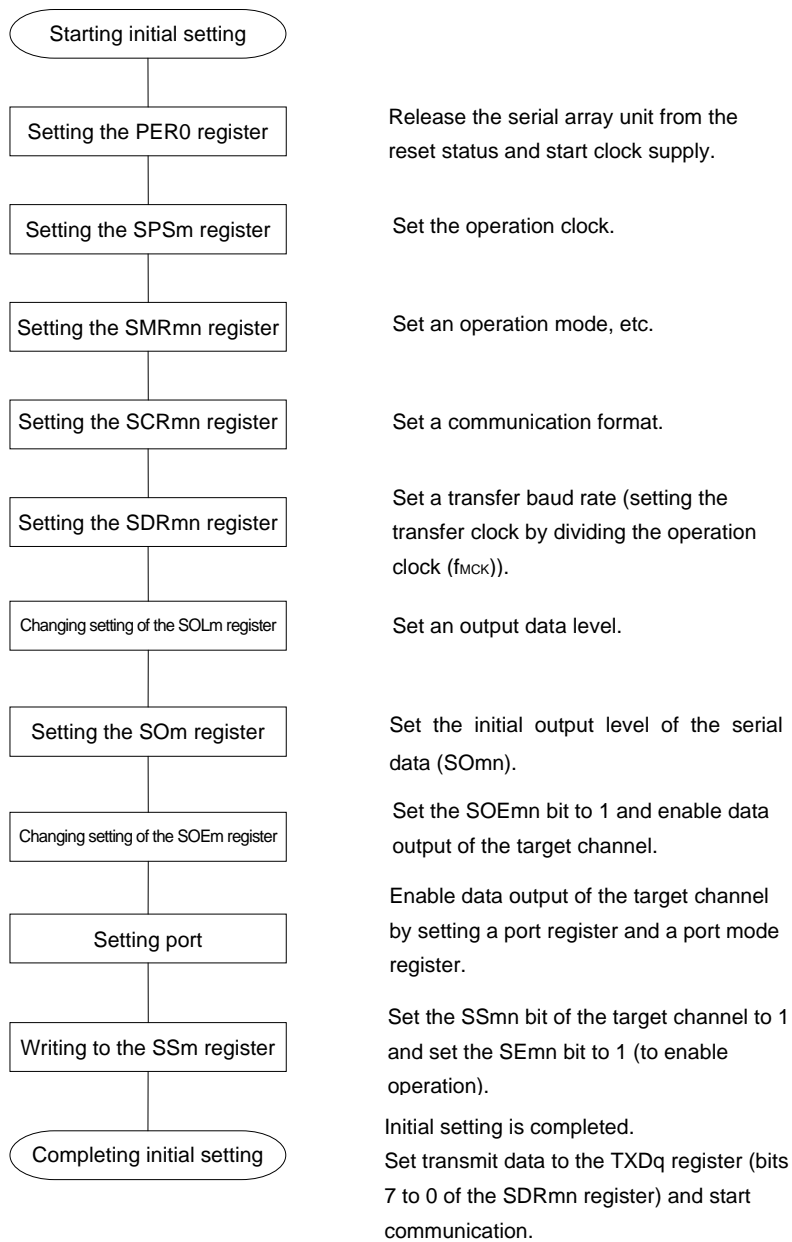 Starting initial setting
Setting the PER0 register
Release the serial array unit from the
reset status and start clock supply.
Setting the SPSm register
Set the operation clock.
Setting the SMRmn register
Set an operation mode, etc.
Setting the SCRmn register
Set a communication format.
Setting the SDRmn register
Set a transfer baud rate (setting the
transfer clock by dividing the operation
clock (fMCK)).
Changing setting of the SOLm register
Set an output data level.
Setting the SOm register
Set the initial output level of the serial
data (SOmn).
Changing setting of the SOEm register
Set the SOEmn bit to 1 and enable data
output of the target channel.
Setting port
Enable data output of the target channel
by setting a port register and a port mode
register.
Writing to the SSm register
Set the SSmn bit of the target channel to 1
and set the SEmn bit to 1 (to enable
operation).
Completing initial setting
Initial setting is completed.
Set transmit data to the TXDq register (bits
7 to 0 of the SDRmn register) and start
communication.